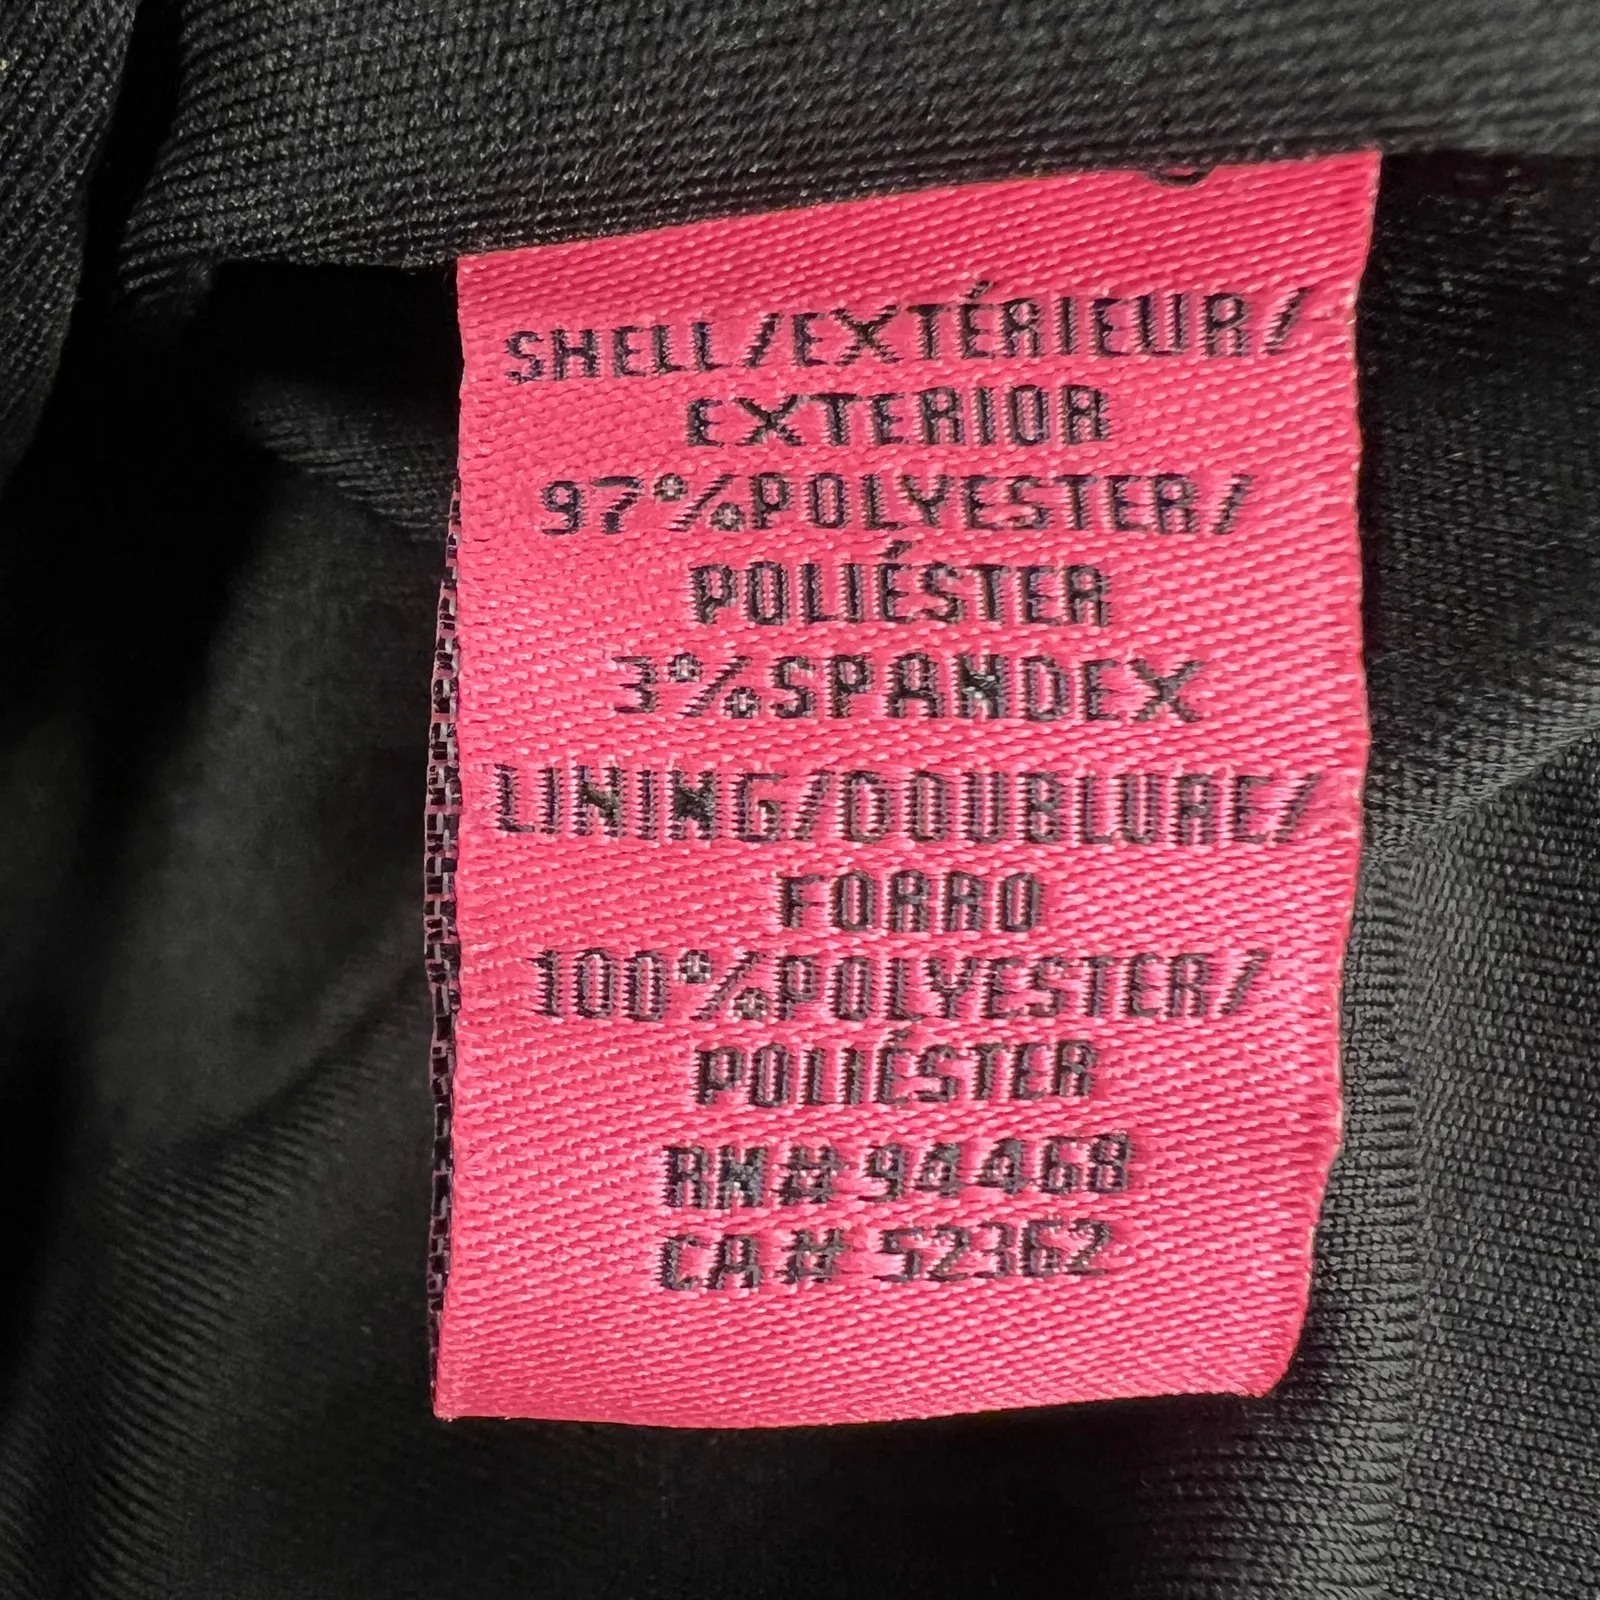 SHELL/EXTÉRIEUR/
EXTERIOR
97%POLYESTER/
POLIÉSTER
3%SPANDEX
LINING/DOUBLURE/
FORRO
100%POLYESTER/
POLIÉSTER
RN# 94468
CA# 52362